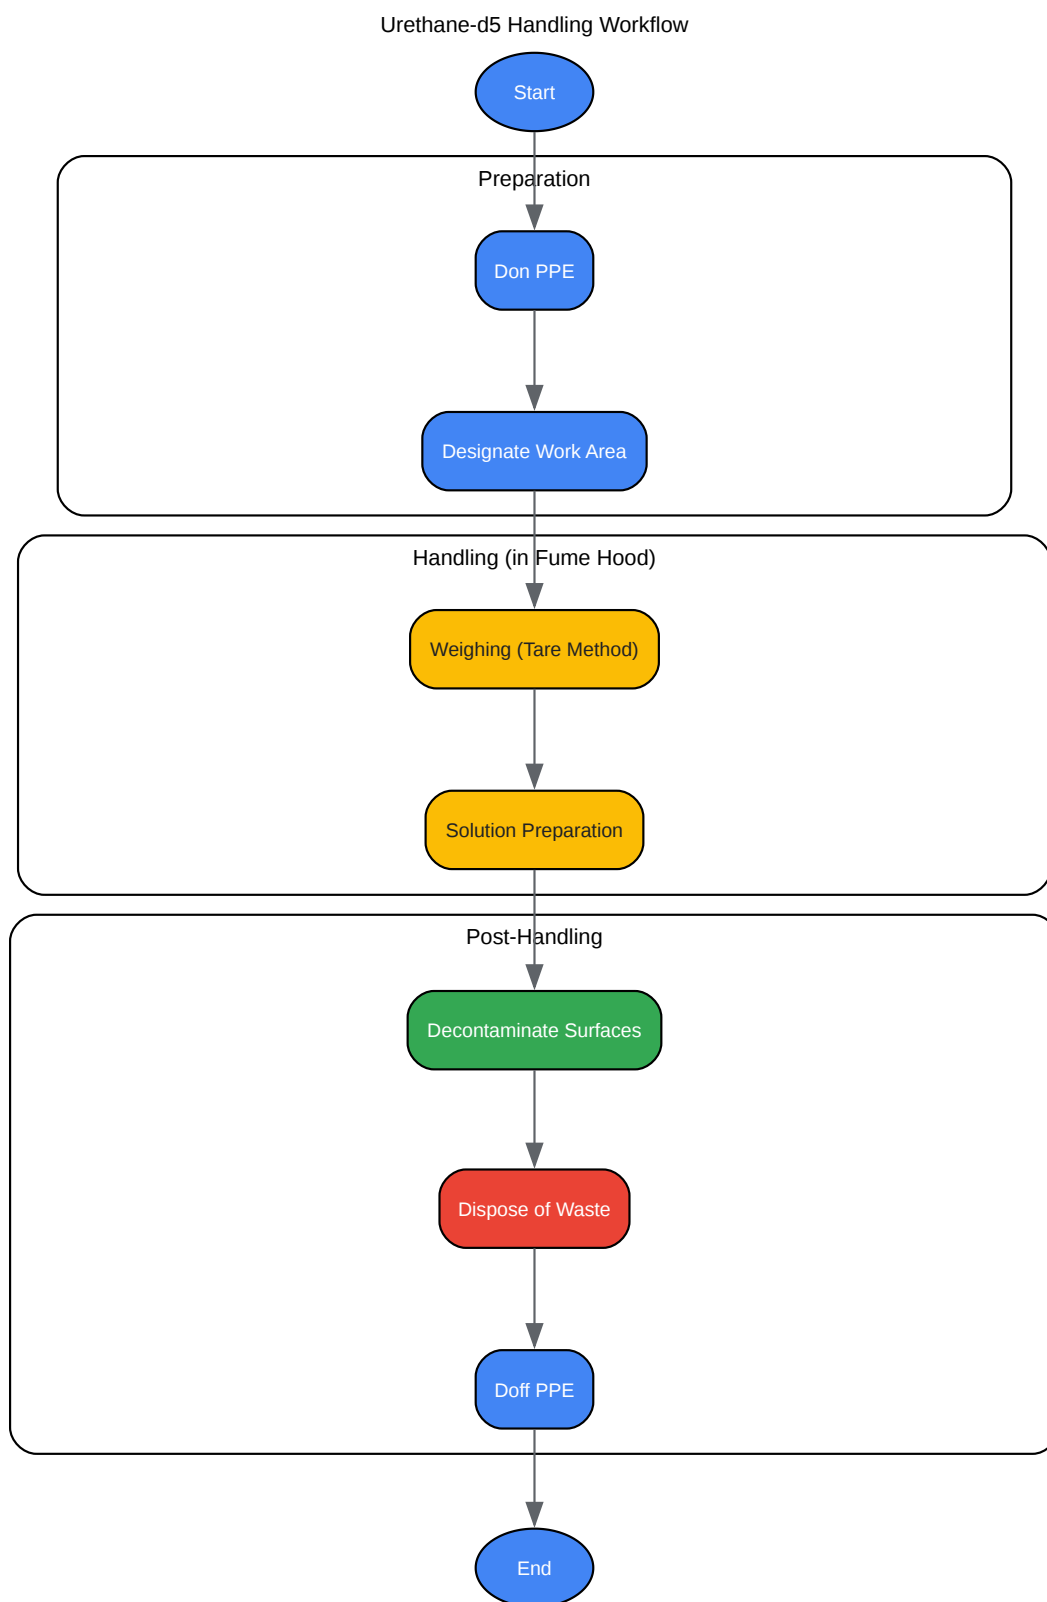 Urethane-d5 Handling Workflow
Start
Preparation
Don PPE
Designate Work Area
Handling (in Fume Hood)
Weighing (Tare Method)
Solution Preparation
Post-Handling
Decontaminate Surfaces
Dispose of Waste
Doff PPE
End